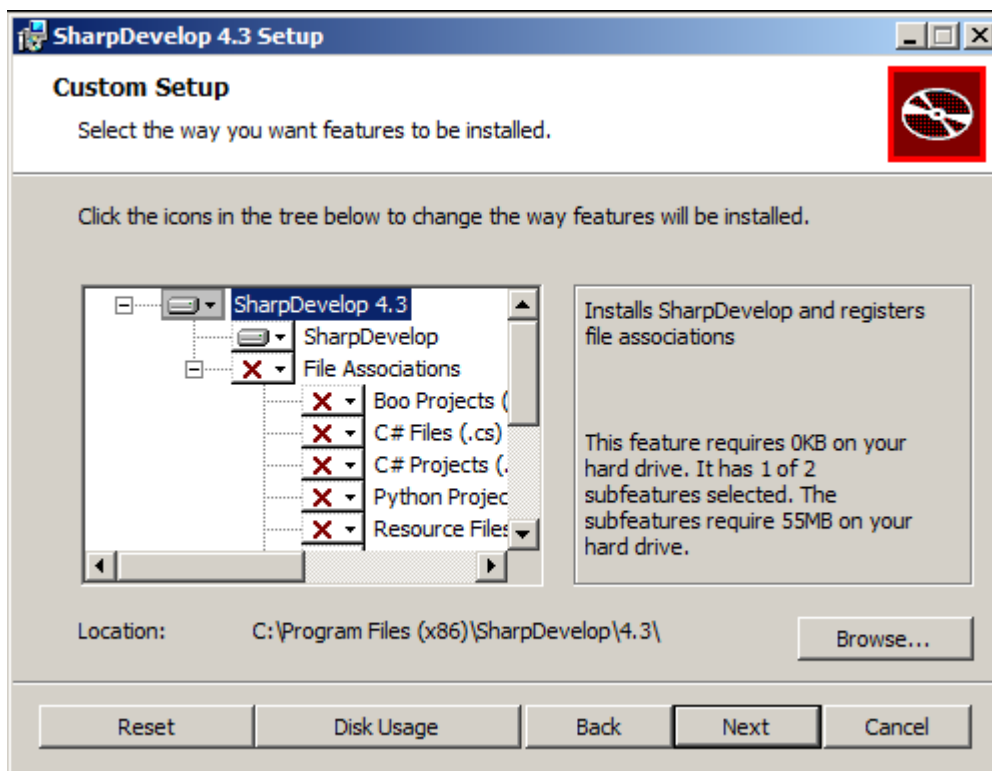 SharpDevelop 4.3 Setup
Custom Setup
Select the way you want features to be installed.
Click the icons in the tree below to change the way features will be installed.
SharpDevelop 4.3
SharpDevelop
File Associations
Boo Projects (
C# Files (.cs)
C# Projects (.
Python Projec
Resource Files
Installs SharpDevelop and registers
file associations
This feature requires 0KB on your
hard drive. It has 1 of 2
subfeatures selected. The
subfeatures require 55MB on your
hard drive.
Location: C:\Program Files (x86)\SharpDevelop\4.3\
Browse...
Reset Disk Usage Back Next Cancel